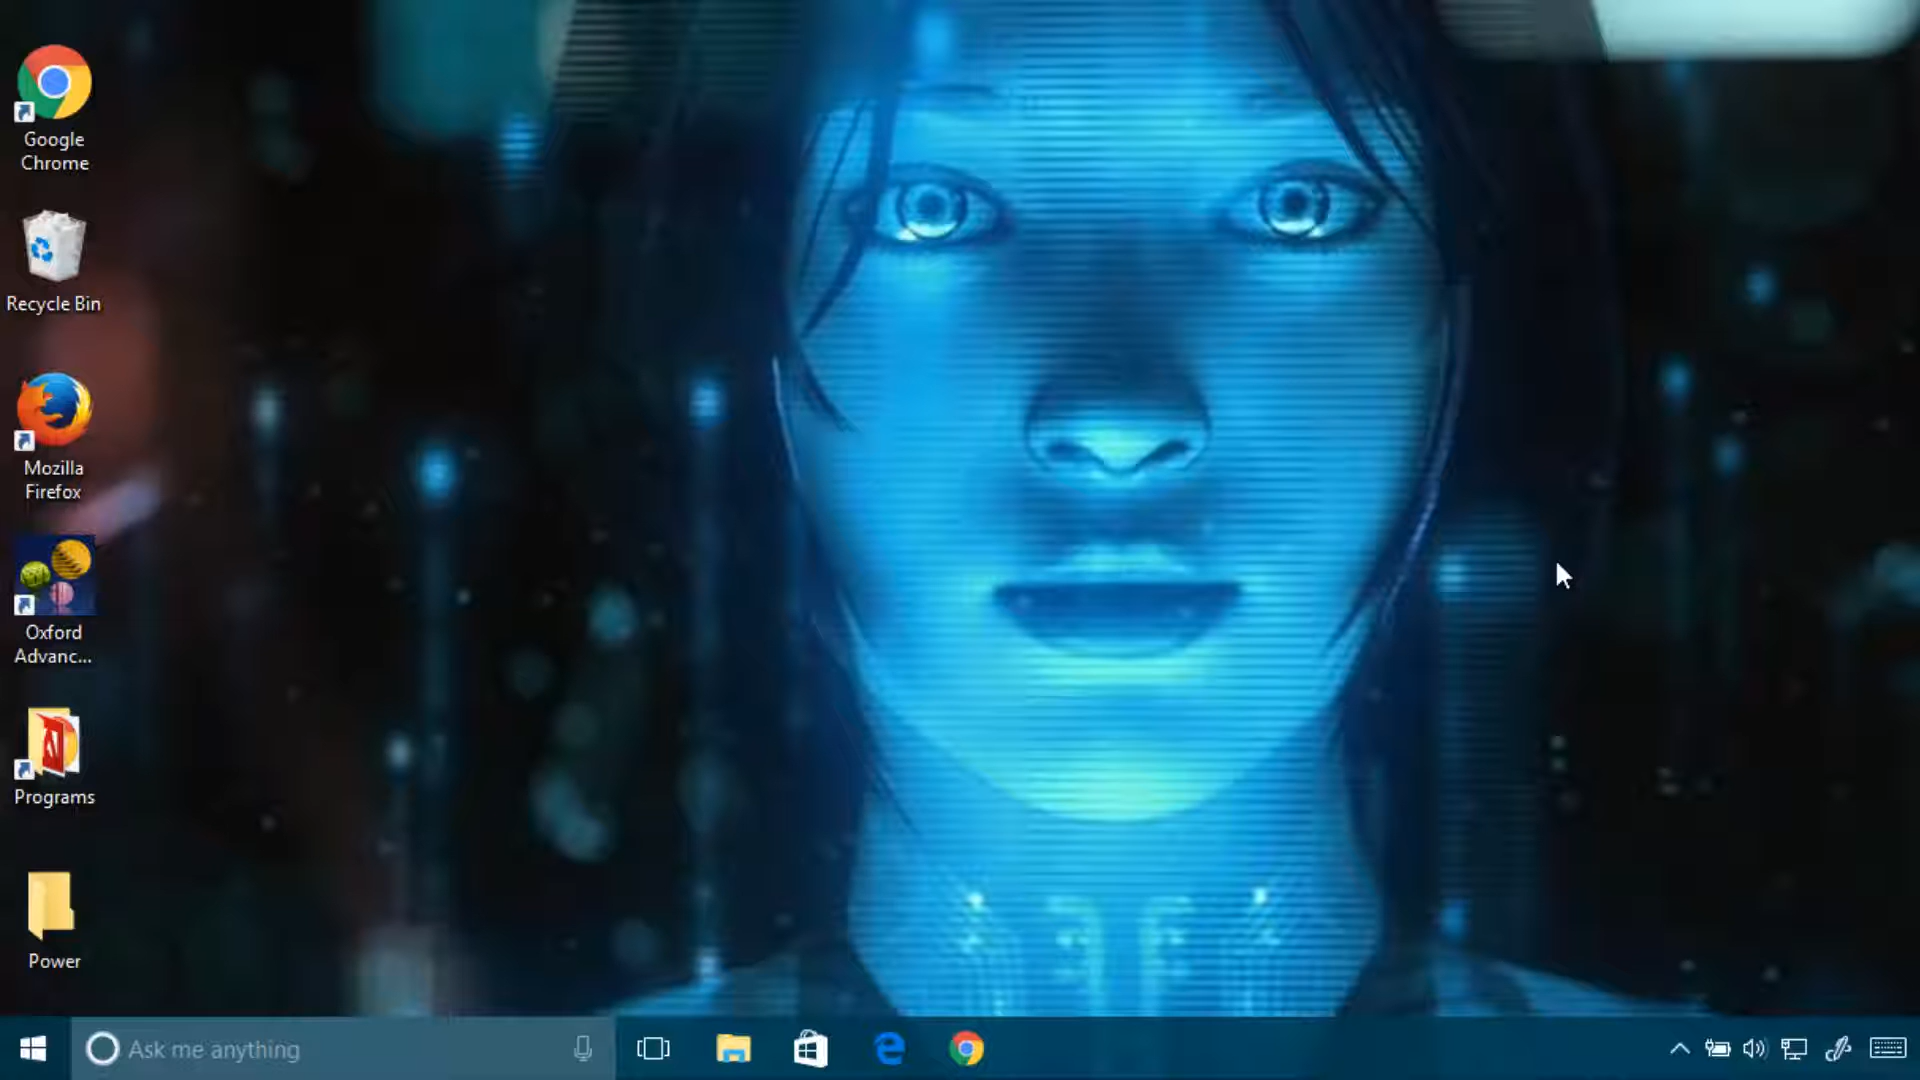 Google
Chrome
Recycle Bin
Mozilla
Firefox
Oxford
Advanc...
Programs
Power
Ask me anything